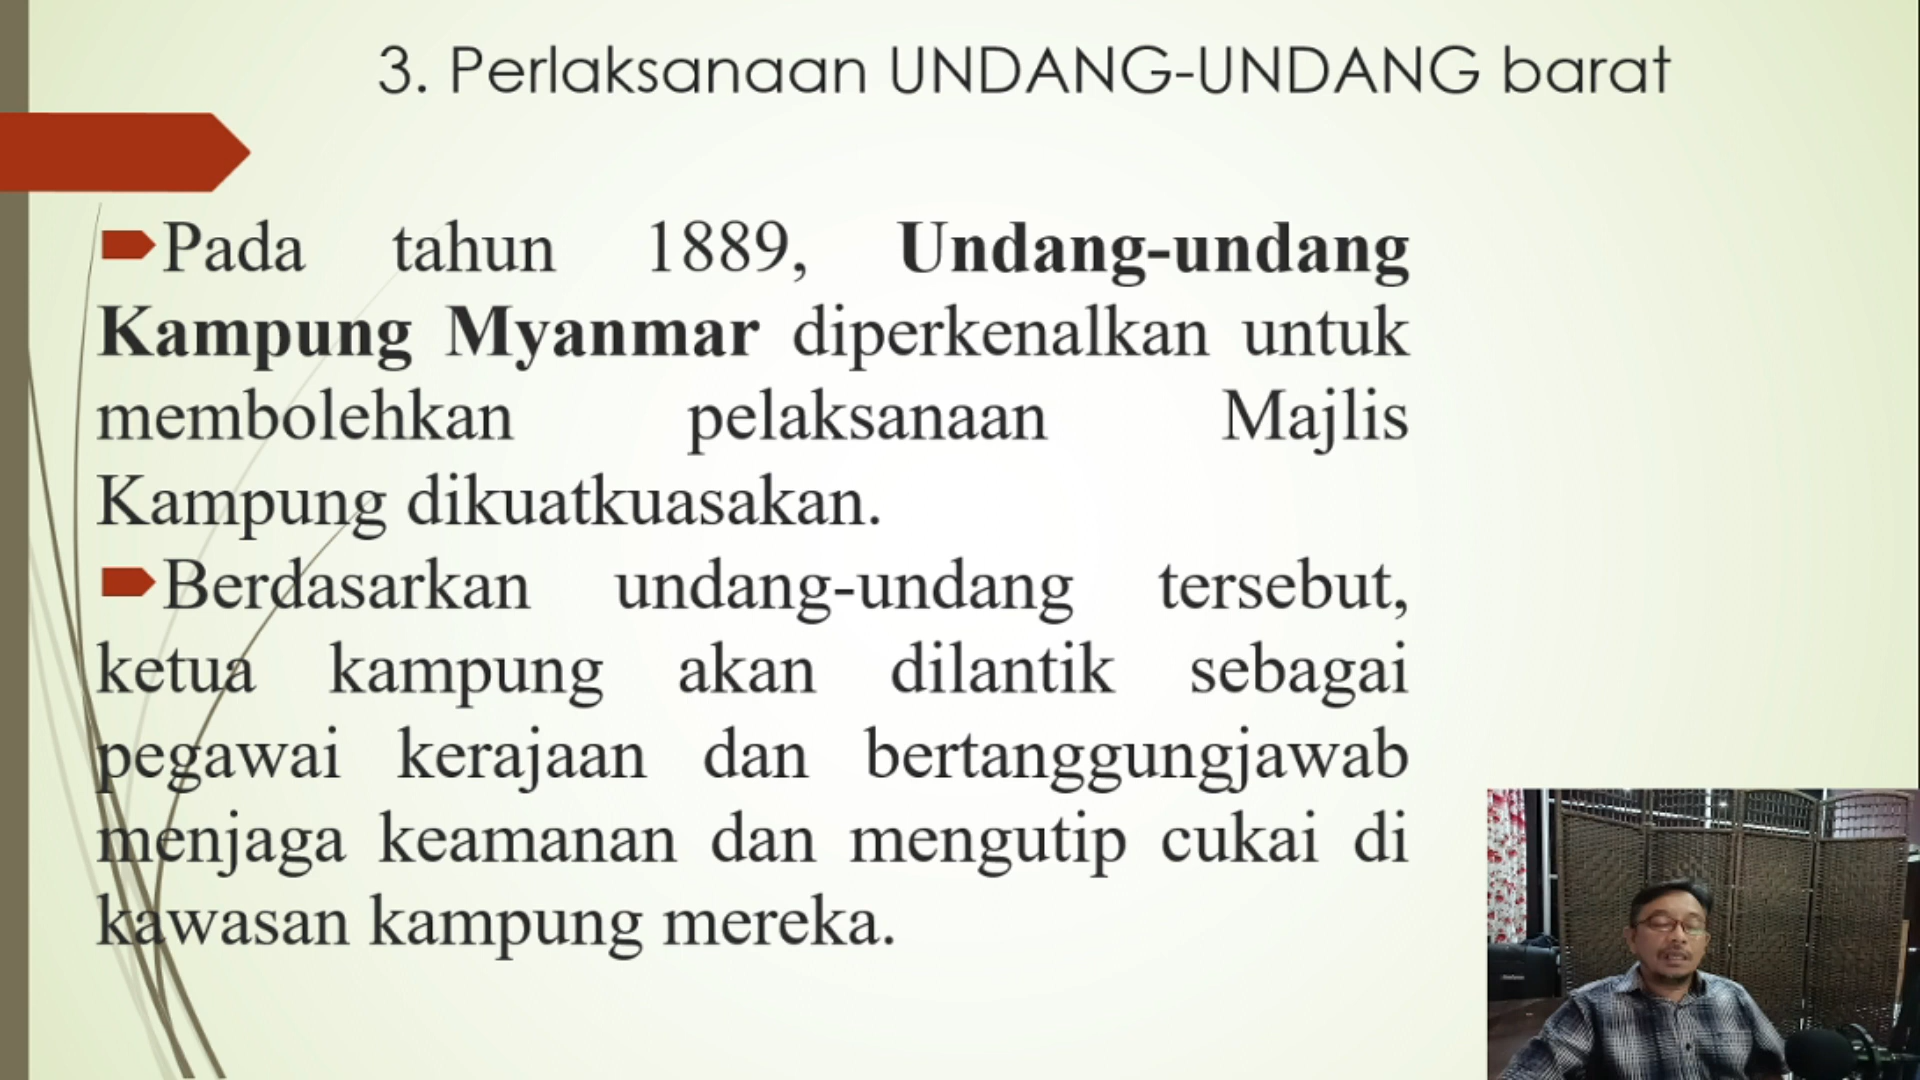 3. Perlaksanaan UNDANG-UNDANG barat
Pada tahun 1889, Undang-undang
Kampung Myanmar diperkenalkan untuk
membolehkan pelaksanaan Majlis
Kampung dikuatkuasakan.
Berdasarkan undang-undang tersebut,
ketua kampung akan dilantik sebagai
pegawai kerajaan dan bertanggungjawab
menjaga keamanan dan mengutip cukai di
kawasan kampung mereka.